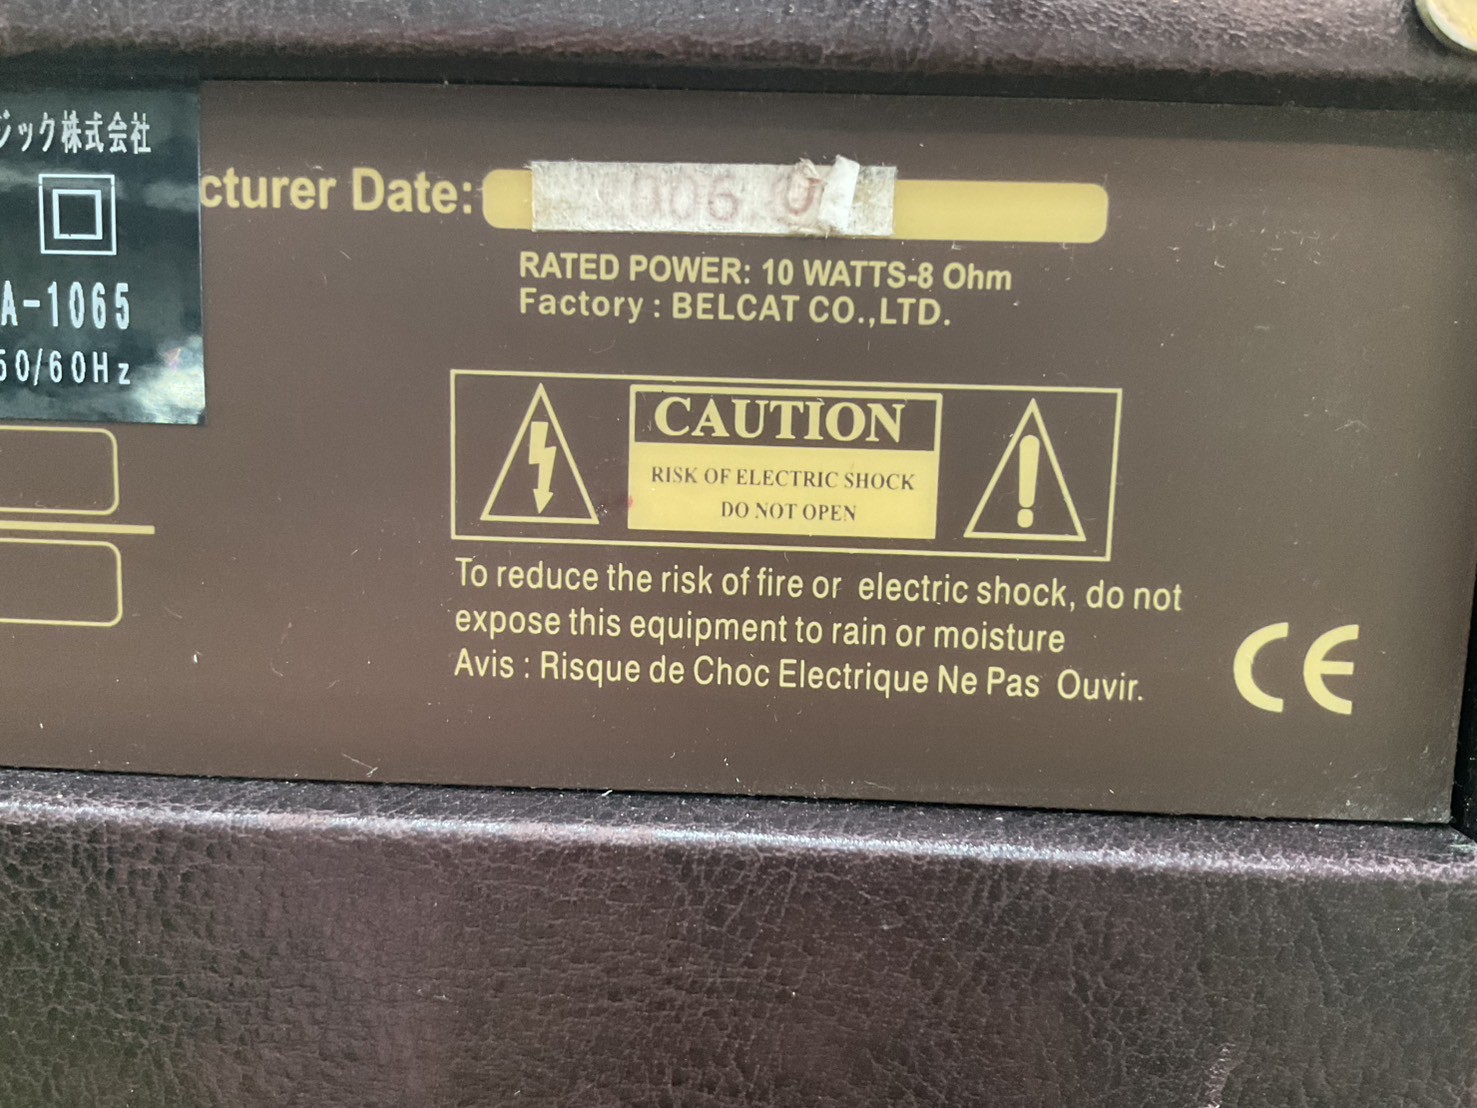 ジック株式会社
A-1065
50/60Hz
cturer Date:
RATED POWER: 10 WATTS-8 Ohm
Factory : BELCAT CO.,LTD.
CAUTION
RISK OF ELECTRIC SHOCK
DO NOT OPEN
To reduce the risk of fire or electric shock, do not
expose this equipment to rain or moisture
Avis : Risque de Choc Electrique Ne Pas Ouvir.
CE